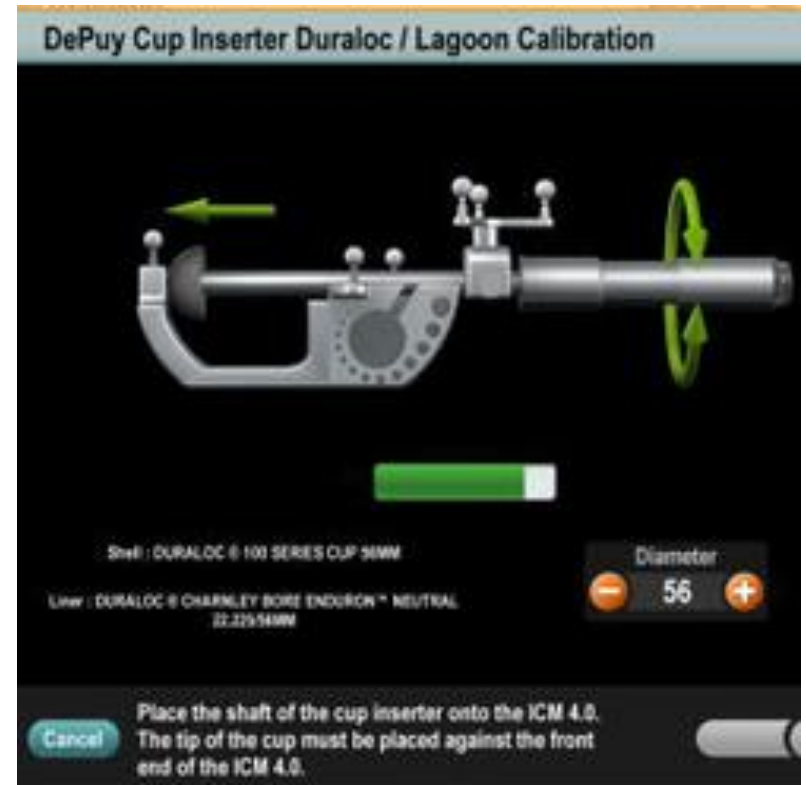 DePuy Cup Inserter Duraloc / Lagoon Calibration
Shell : DURALOC ® 100 SERIES CUP 56MM
Diameter
56
Liner : DURALOC ® CHARNLEY BORE ENDURON™ NEUTRAL
22.225/56MM
Cancel
Place the shaft of the cup inserter onto the ICM 4.0.
The tip of the cup must be placed against the front
end of the ICM 4.0.